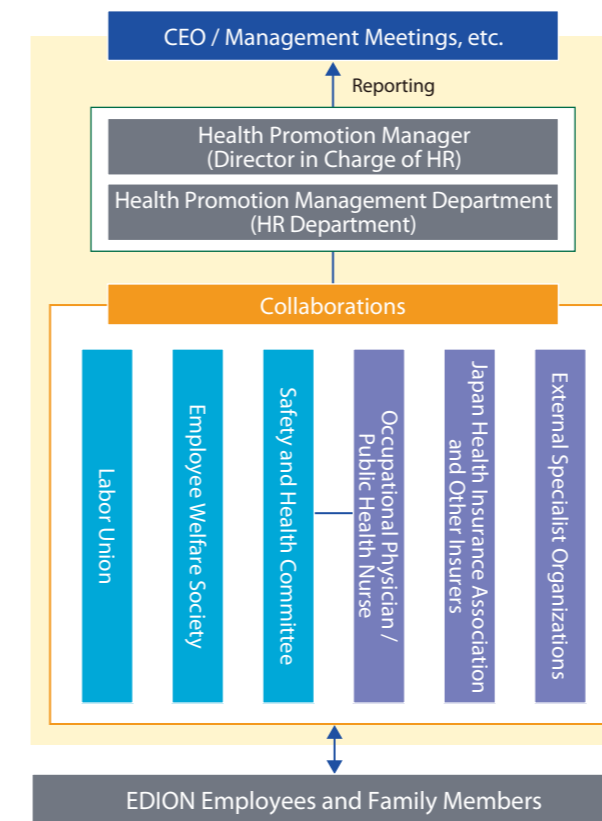 CEO / Management Meetings, etc.
Reporting
Health Promotion Manager
(Director in Charge of HR)
Health Promotion Management Department
(HR Department)
Collaborations
Labor Union
Employee Welfare Society
Safety and Health Committee
Occupational Physician /
Public Health Nurse
Japan Health Insurance Association
and Other Insurers
External Specialist Organizations
EDION Employees and Family Members